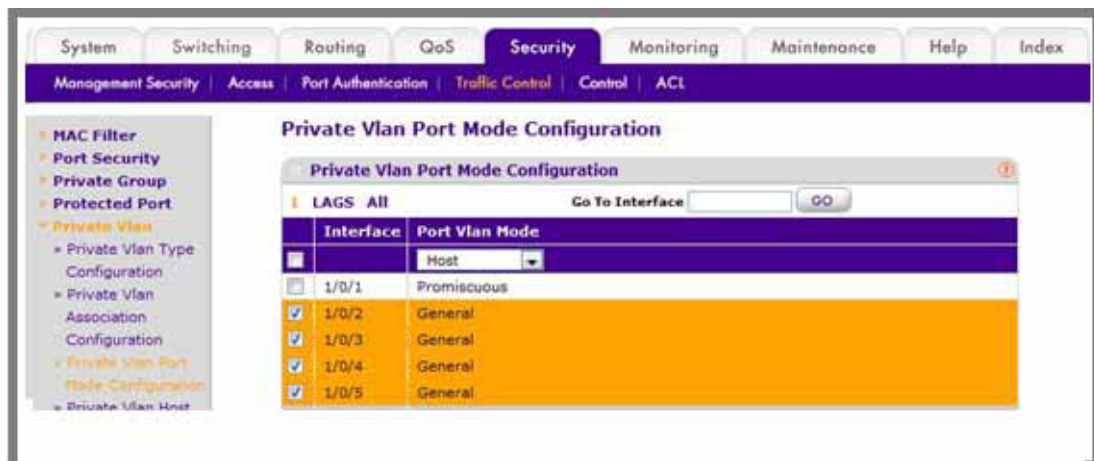 System Switching Routing QoS Security Monitoring Maintenance Help Index
Management Security | Access | Port Authentication | Traffic Control | Control | ACL
MAC Filter
Port Security
Private Group
Protected Port
Private Vlan
» Private Vlan Type
Configuration
» Private Vlan
Association
Configuration
» Private Vlan Port
Mode Configuration
» Private Vlan Host
Private Vlan Port Mode Configuration
Private Vlan Port Mode Configuration
1 LAGS All Go To Interface GO
Interface Port Vlan Mode
Host
1/0/1 Promiscuous
1/0/2 General
1/0/3 General
1/0/4 General
1/0/5 General